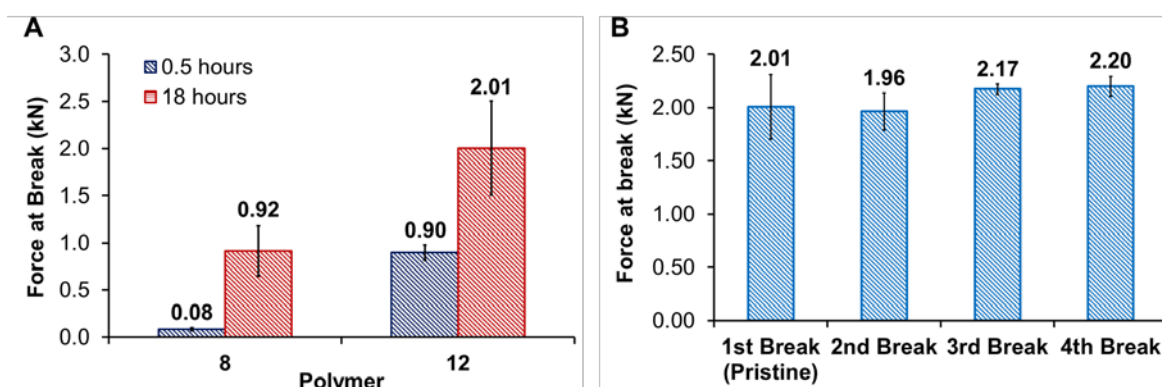 A
3.0
2.5
2.0
1.5
1.0
0.5
0.0
Force at Break (kN)
0.5 hours
18 hours
0.08
0.92
0.90
2.01
8
12
Polymer
B
2.50
2.00
1.50
1.00
0.50
0.00
Force at break (kN)
2.01
1.96
2.17
2.20
1st Break 2nd Break 3rd Break 4th Break
(Pristine)